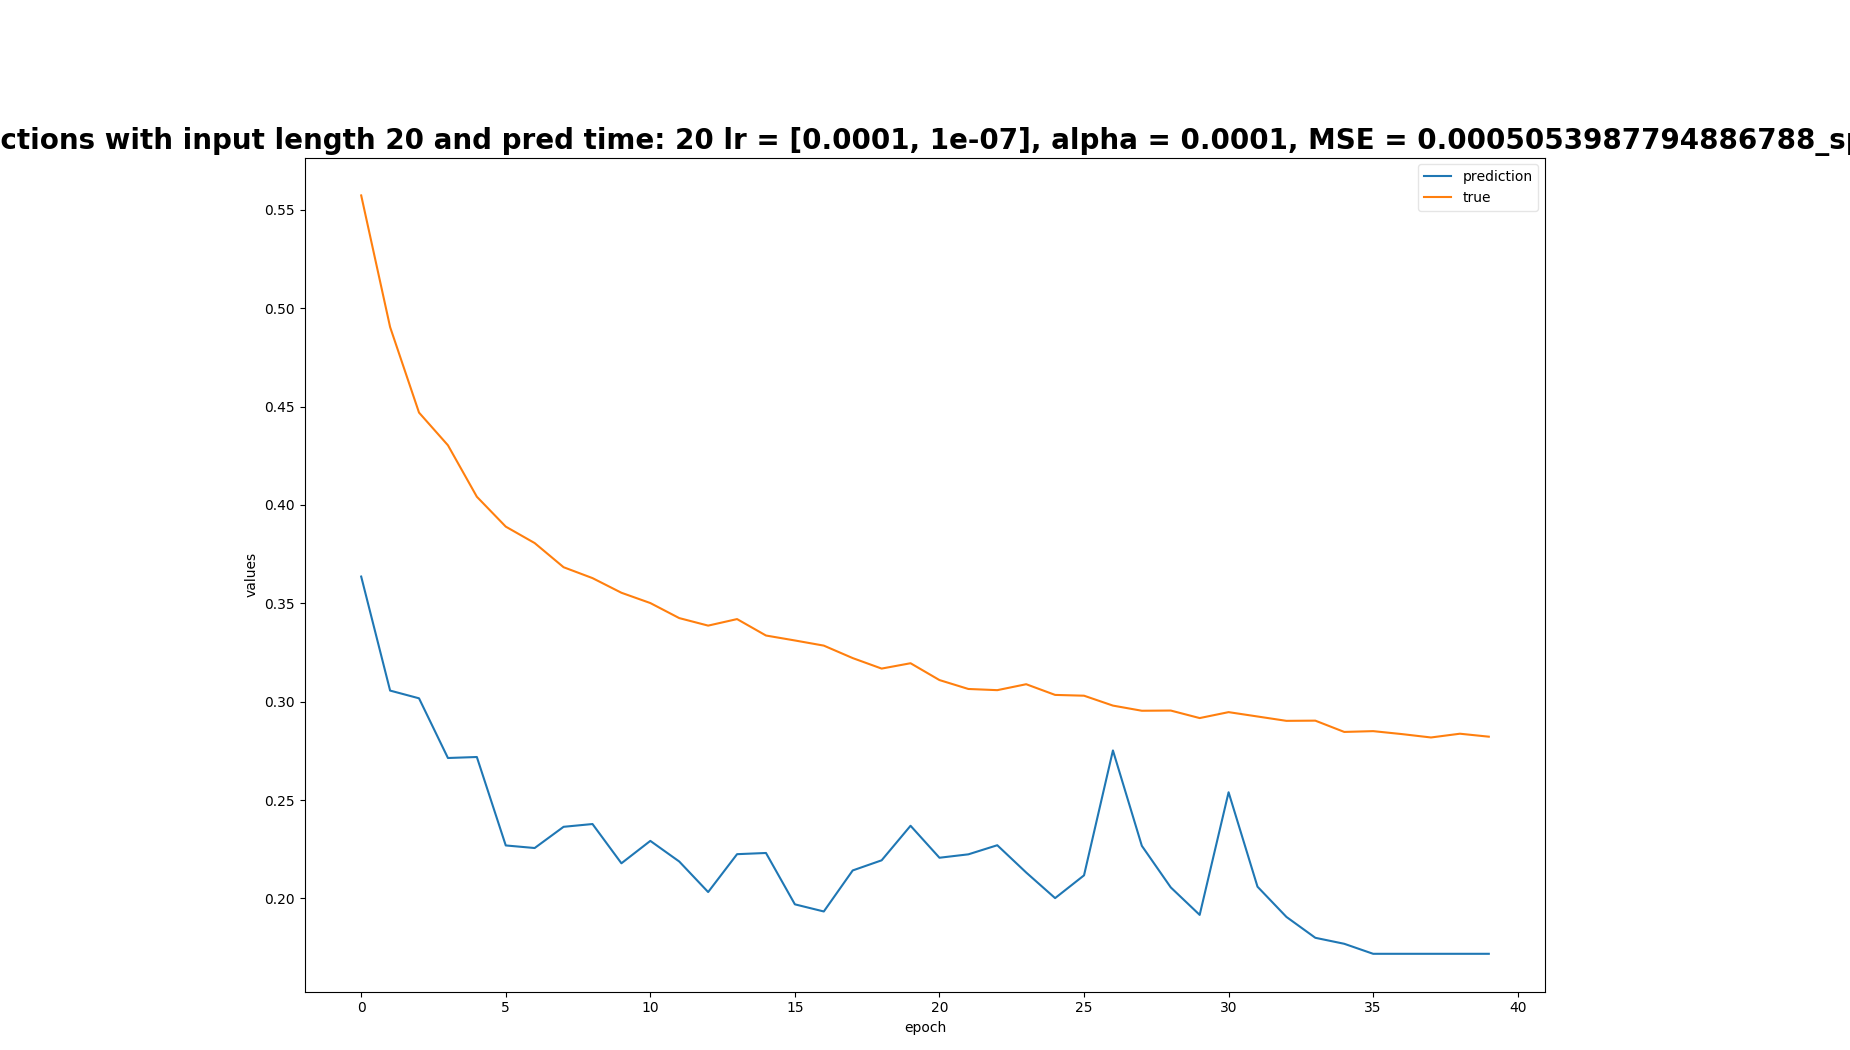 ctions with input length 20 and pred time: 20 lr = [0.0001, 1e-07], alpha = 0.0001, MSE = 0.0005053987794886788_sp
prediction
true
0.55
0.50
0.45
0.40
0.35
0.30
0.25
0.20
values
0 5 10 15 20 25 30 35 40
epoch